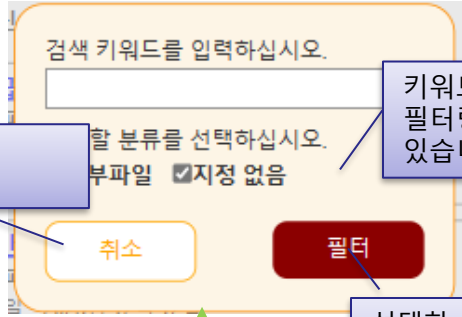 검색 키워드를 입력하십시오.
키워
필터링
있습니
할 분류를 선택하십시오.
부파일 지정 없음
취소
필터